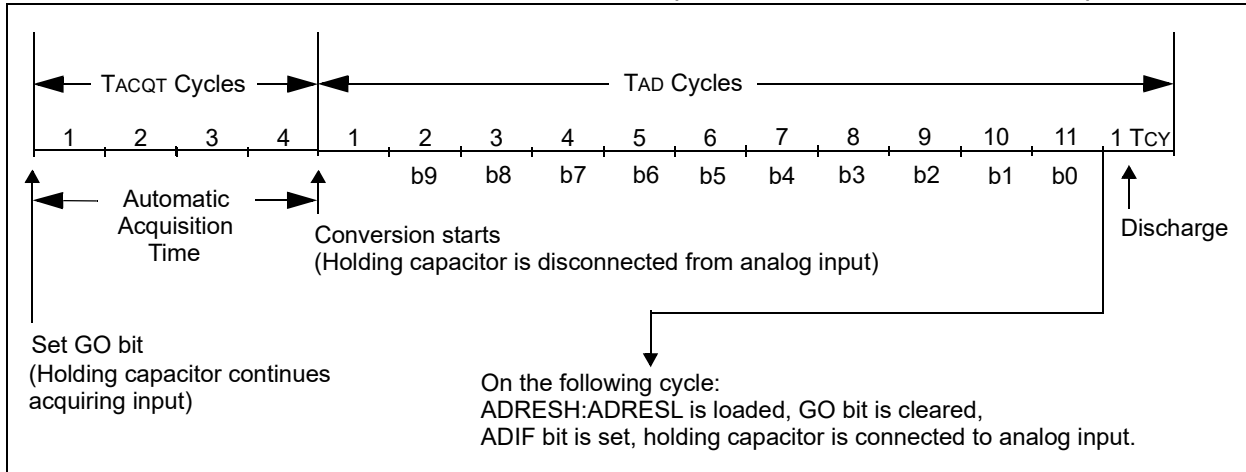 TACQT Cycles
TAD Cycles
1 2 3 4 1 2 3 4 5 6 7 8 9 10 11 1 TCY
b9 b8 b7 b6 b5 b4 b3 b2 b1 b0
Automatic
Acquisition
Time
Conversion starts
(Holding capacitor is disconnected from analog input)
Discharge
Set GO bit
(Holding capacitor continues
acquiring input)
On the following cycle:
ADRESH:ADRESL is loaded, GO bit is cleared,
ADIF bit is set, holding capacitor is connected to analog input.